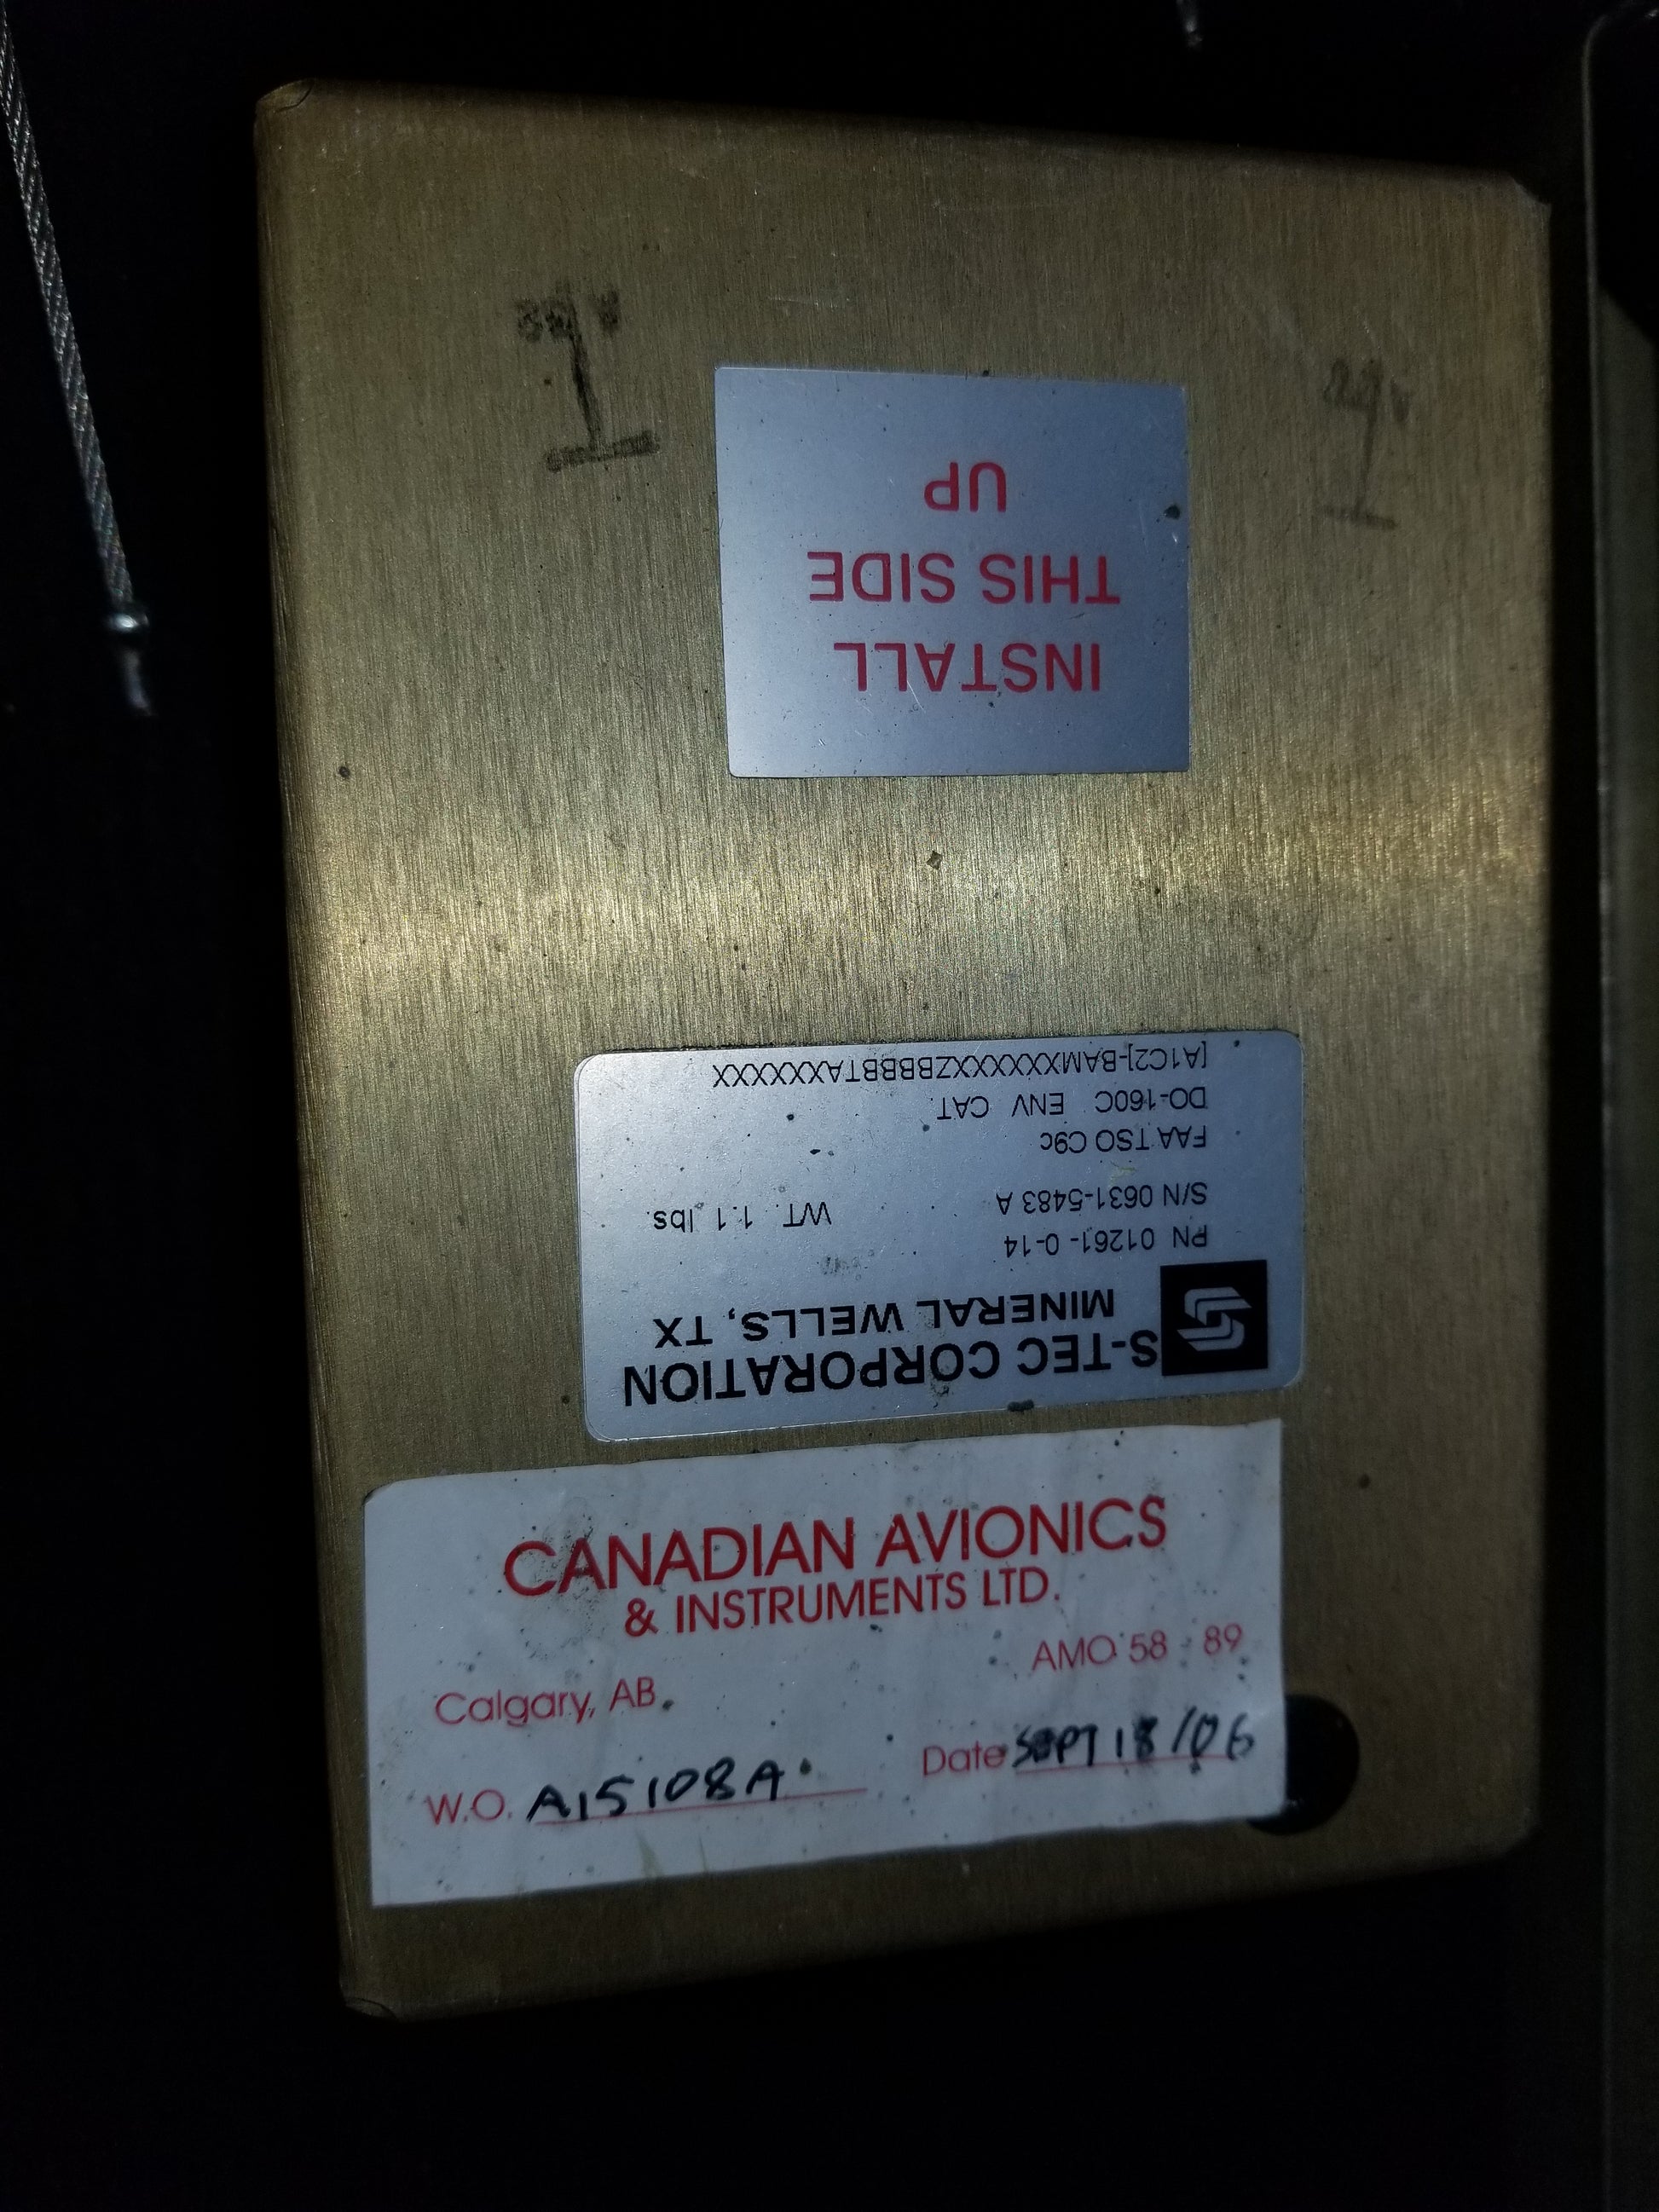 INSTALL
THIS SIDE
UP
S-TEC CORPORATION
MINERAL WELLS, TX
PN 01261-0-14
S/N 0631-5483 A WT. 1.1 lbs.
FAA TSO C9c
DO-160C ENV CAT.
[A1C2]-BAMXXXXXXZBBBBTAXXXXXX
CANADIAN AVIONICS
& INSTRUMENTS LTD.
AMO 58-89
Calgary, AB.
W.O. A15108A
Date SEPT 18/06